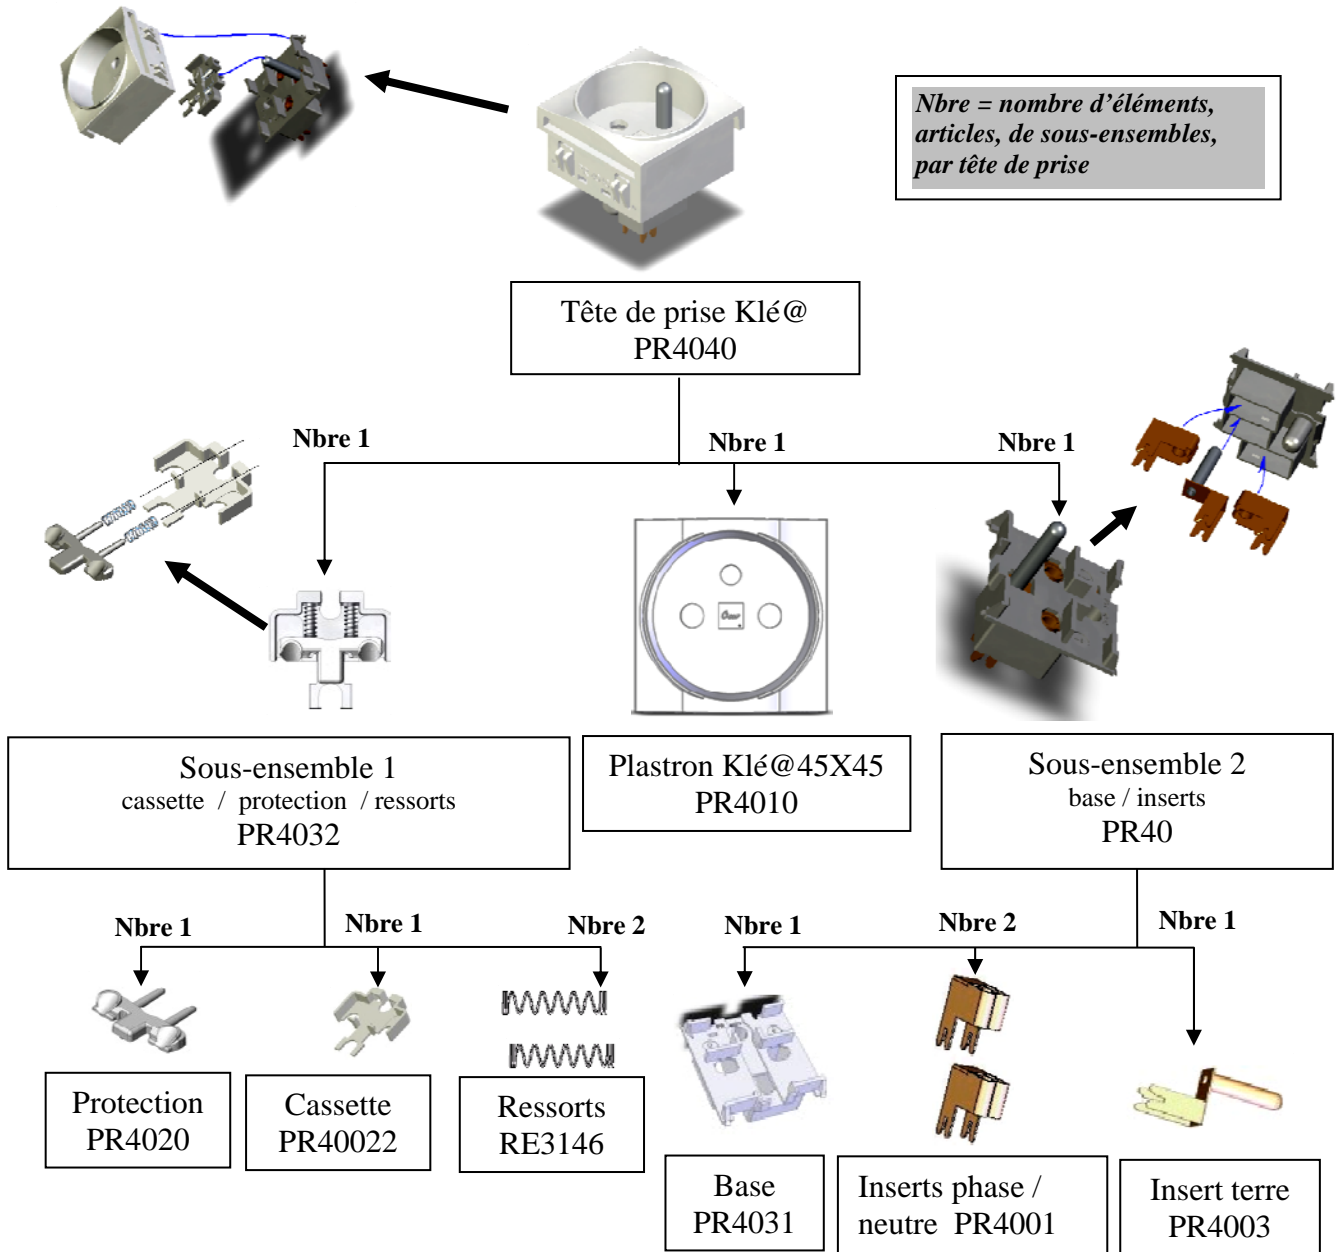 Nbre = nombre d'éléments,
articles, de sous-ensembles,
par tête de prise
Tête de prise Klé@
PR4040
Nbre 1
Nbre 1
Nbre 1
Sous-ensemble 1
cassette / protection / ressorts
PR4032
Plastron Klé@45X45
PR4010
Sous-ensemble 2
base / inserts
PR40
Nbre 1
Nbre 1
Nbre 2
Nbre 1
Nbre 2
Nbre 1
Protection
PR4020
Cassette
PR40022
Ressorts
RE3146
Base
PR4031
Inserts phase /
neutre PR4001
Insert terre
PR4003